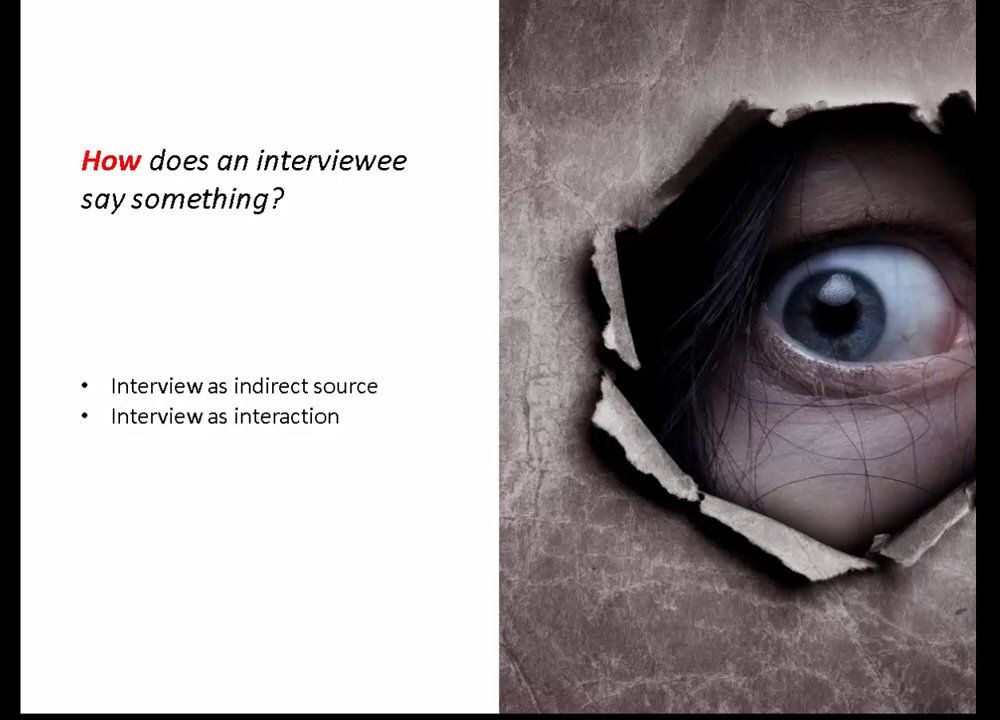 How does an interviewee
say something?
• Interview as indirect source
• Interview as interaction